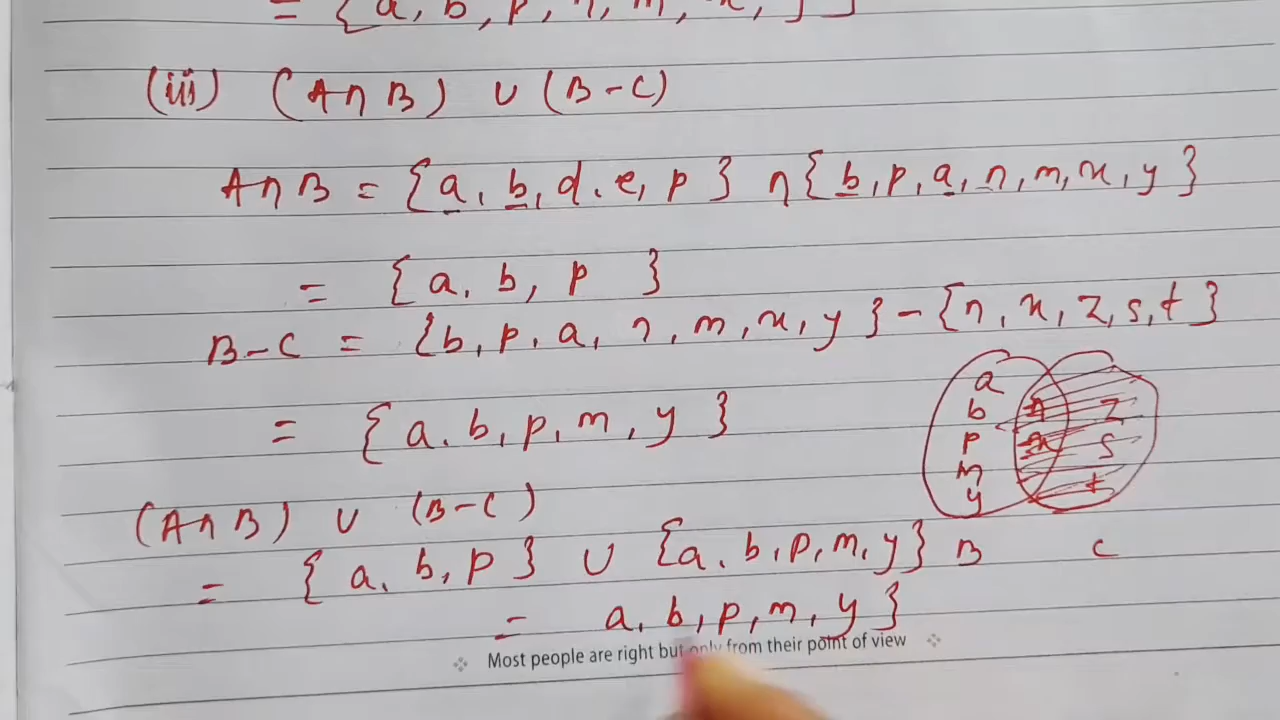 = {a, b, p, n, m, x, }
(iii) (A∩B) ∪ (B-C)
A∩B = {a, b, d, e, p} ∩ {b, p, a, n, m, x, y}
= {a, b, p }
B-C = {b, p, a, n, m, x, y} - {n, x, z, s, t}
= {a, b, p, m, y}
a
b n z
p x s
m
y t
B C
(A∩B) ∪ (B-C)
= {a, b, p} ∪ {a, b, p, m, y}
= a, b, p, m, y}
Most people are right but only from their point of view